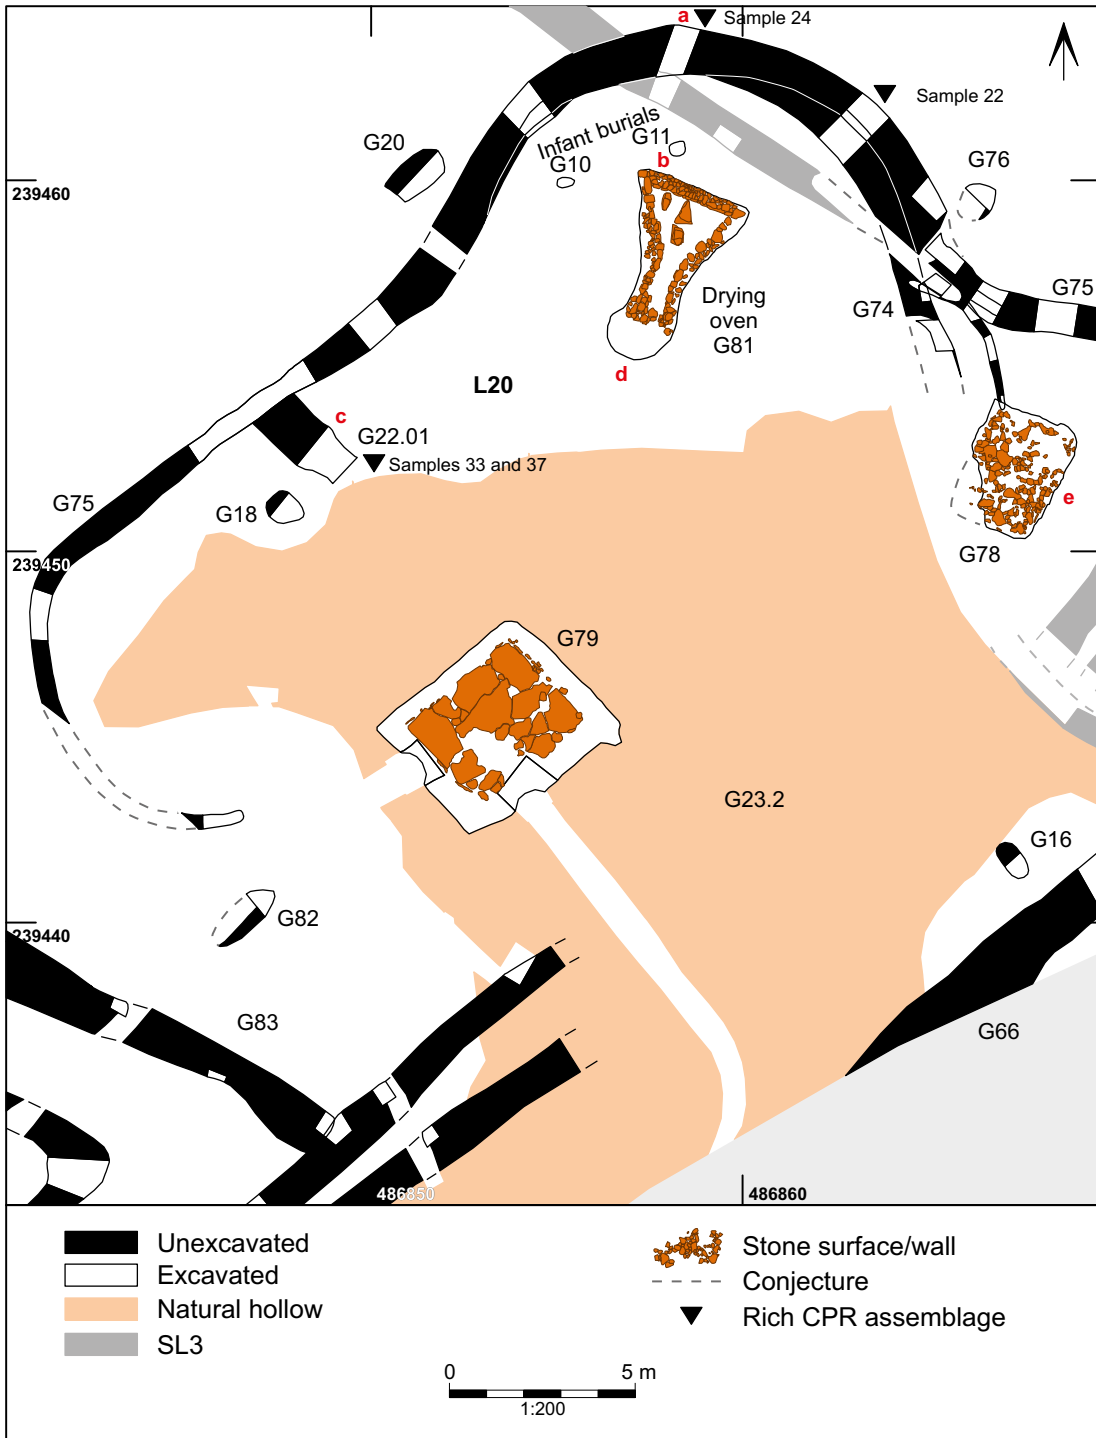 a
Sample 24
Sample 22
Infant burials
G20
G11
G10
b
G76
239460
Drying
oven
G81
G75
G74
d
L20
c
G22.01
Samples 33 and 37
G75
G18
e
G78
239450
G79
G23.2
G16
G82
239440
G83
G66
486850
486860
Unexcavated
Excavated
Natural hollow
SL3
Stone surface/wall
Conjecture
Rich CPR assemblage
0 5 m
1:200